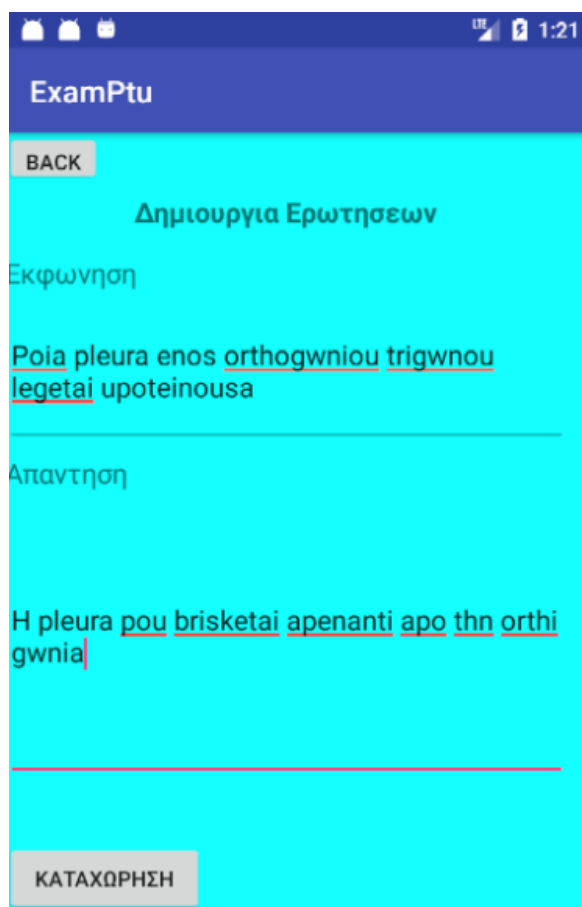 LTE 1:21
ExamPtu
BACK
Δημιουργια Ερωτησεων
Εκφωνηση
Poia pleura enos orthogwniou trigwnou
legetai upoteinousa
Απαντηση
H pleura pou brisketai apenanti apo thn orthi
gwnia
ΚΑΤΑΧΩΡΗΣΗ